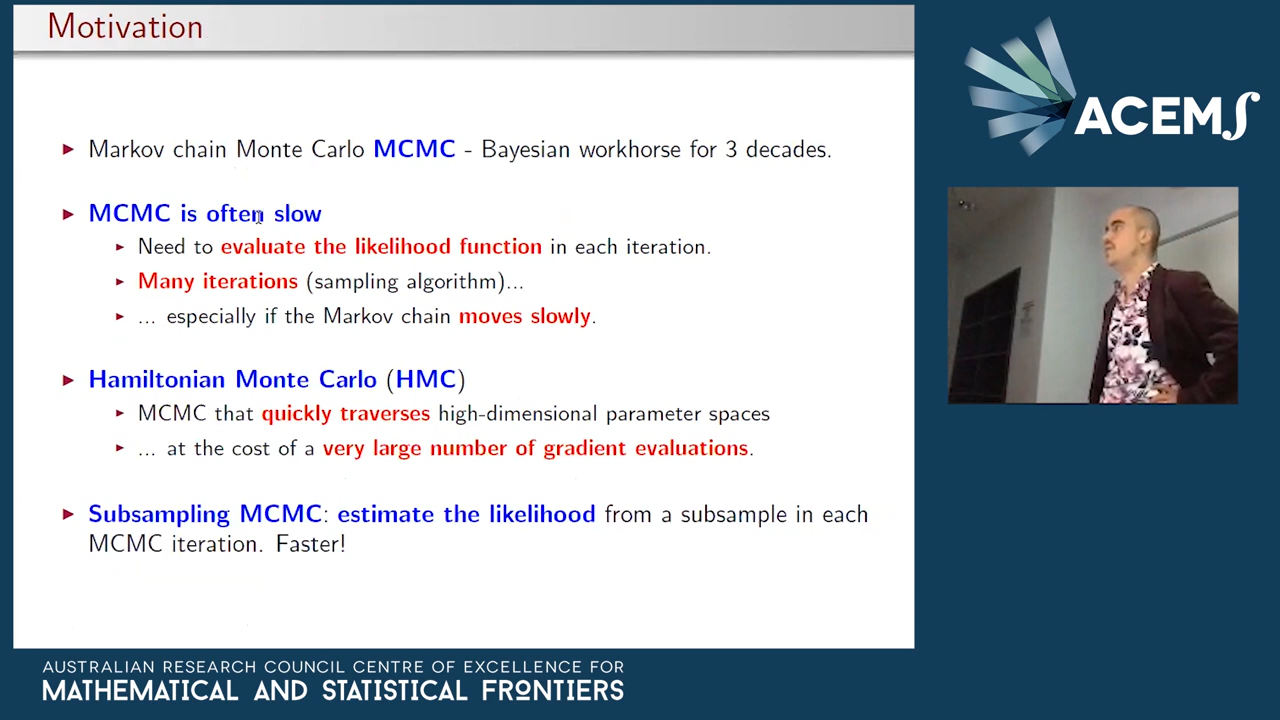 Motivation
▶ Markov chain Monte Carlo MCMC - Bayesian workhorse for 3 decades.
▶ MCMC is often slow
▶ Need to evaluate the likelihood function in each iteration.
▶ Many iterations (sampling algorithm)...
▶ ... especially if the Markov chain moves slowly.
▶ Hamiltonian Monte Carlo (HMC)
▶ MCMC that quickly traverses high-dimensional parameter spaces
▶ ... at the cost of a very large number of gradient evaluations.
▶ Subsampling MCMC: estimate the likelihood from a subsample in each
MCMC iteration. Faster!
ACEMS
AUSTRALIAN RESEARCH COUNCIL CENTRE OF EXCELLENCE FOR
MATHEMATICAL AND STATISTICAL FRONTIERS